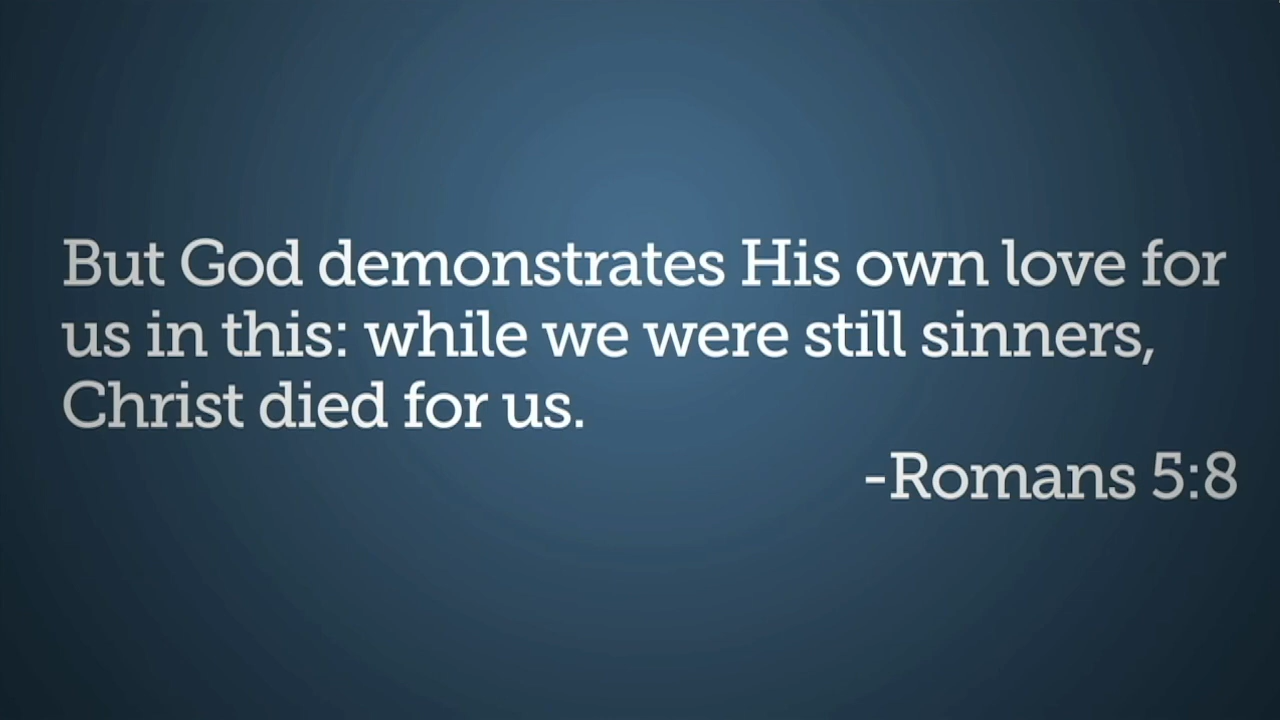 But God demonstrates His own love for
us in this: while we were still sinners,
Christ died for us.
-Romans 5:8